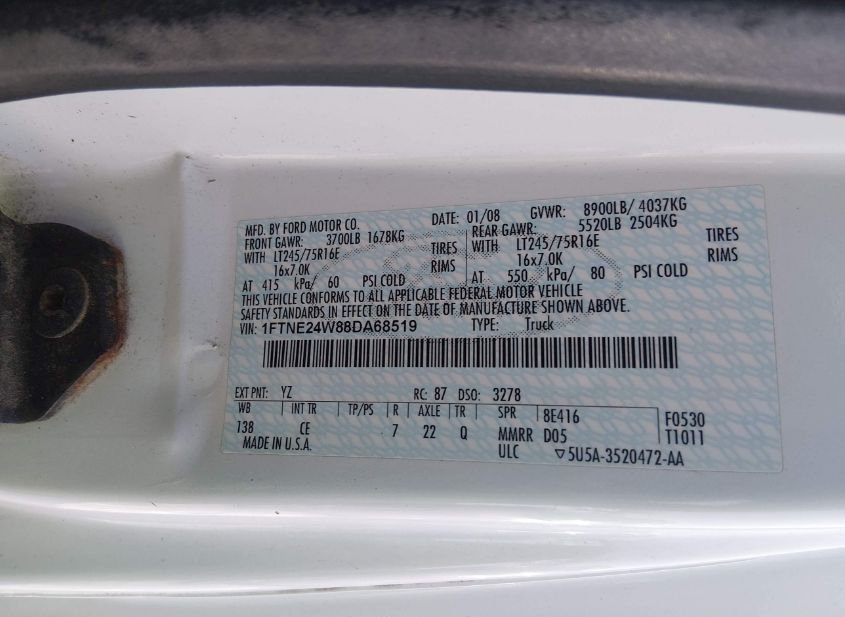 MFD. BY FORD MOTOR CO. DATE: 01/08 GVWR: 8900LB/ 4037KG
FRONT GAWR: 3700LB 1678KG REAR GAWR: 5520LB 2504KG
WITH LT245/75R16E TIRES WITH LT245/75R16E TIRES
16x7.0K RIMS 16x7.0K RIMS
AT 415 kPa/ 60 PSI COLD AT 550 kPa/ 80 PSI COLD
THIS VEHICLE CONFORMS TO ALL APPLICABLE FEDERAL MOTOR VEHICLE
SAFETY STANDARDS IN EFFECT ON THE DATE OF MANUFACTURE SHOWN ABOVE.
VIN: 1FTNE24W88DA68519 TYPE: Truck
EXT PNT: YZ RC: 87 DSO: 3278
WB INT TR TP/PS R AXLE TR SPR 8E416 F0530
138 CE 7 22 Q MMRR D05 T1011
MADE IN U.S.A. ULC ▽5U5A-3520472-AA